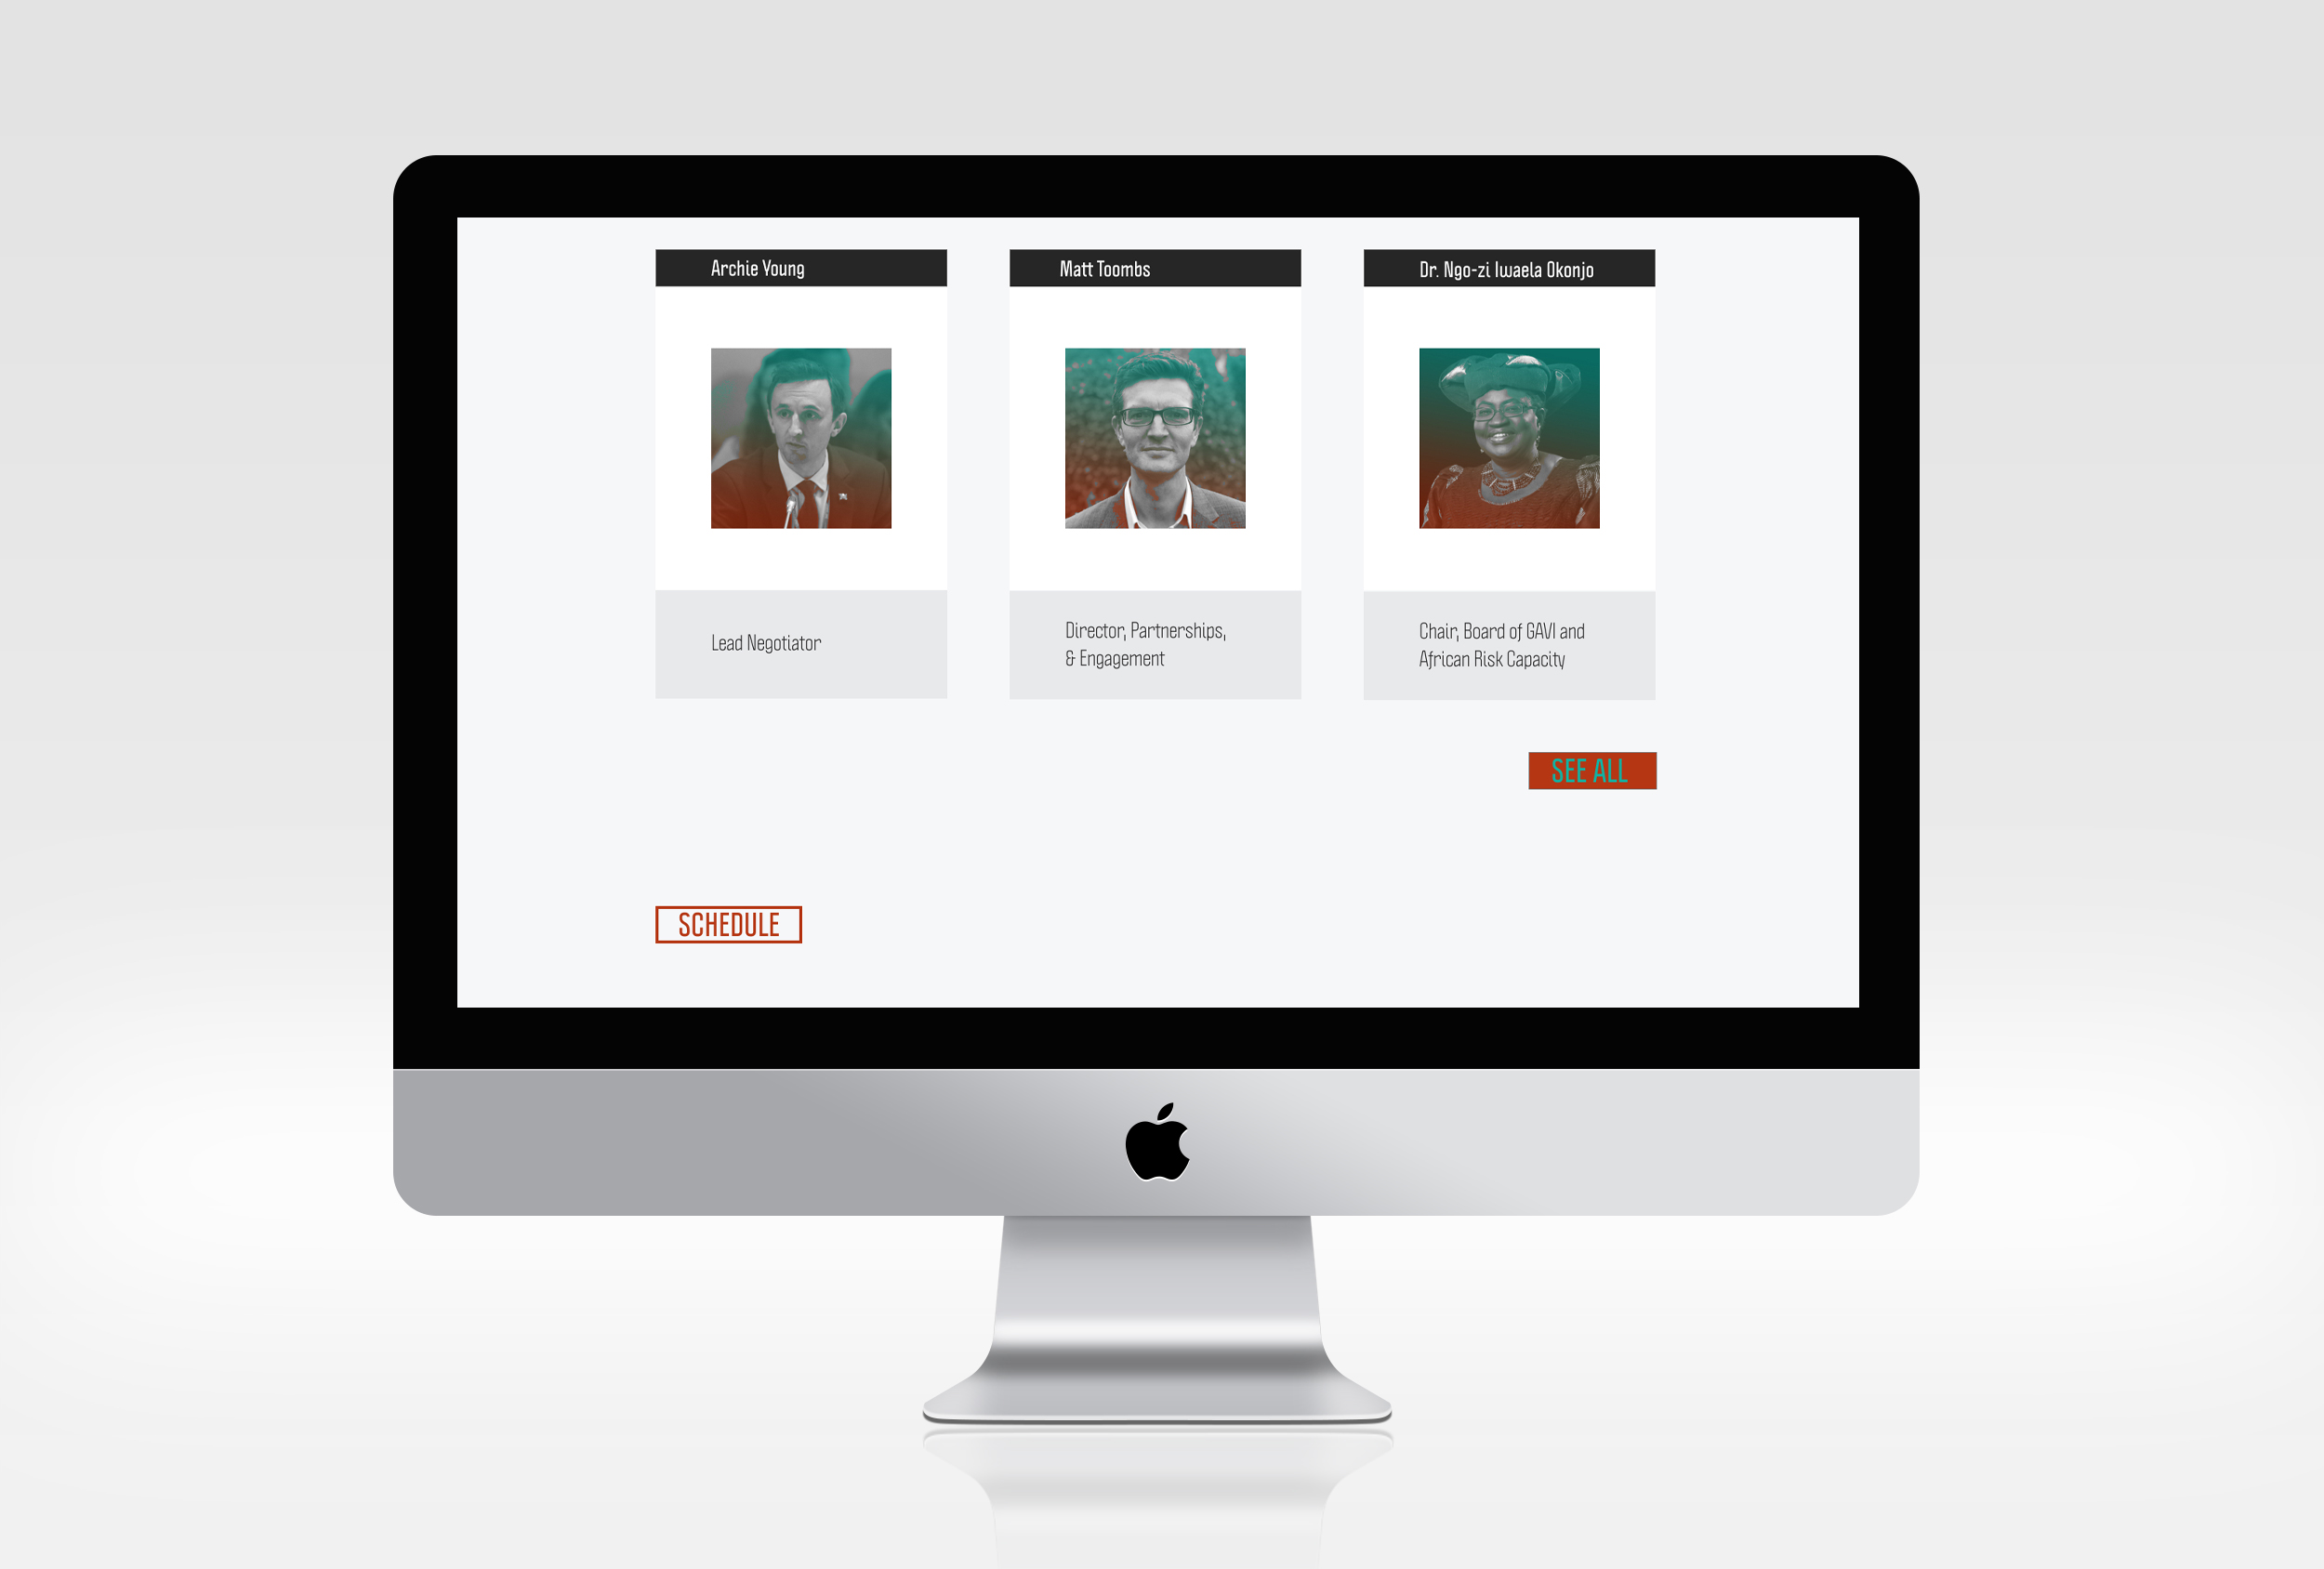 Archie Young
Matt Toombs
Dr. Ngo-zi Iwaela Okonjo
Lead Negotiator
Director, Partnerships,
& Engagement
Chair, Board of GAVI and
African Risk Capacity
SEE ALL
SCHEDULE